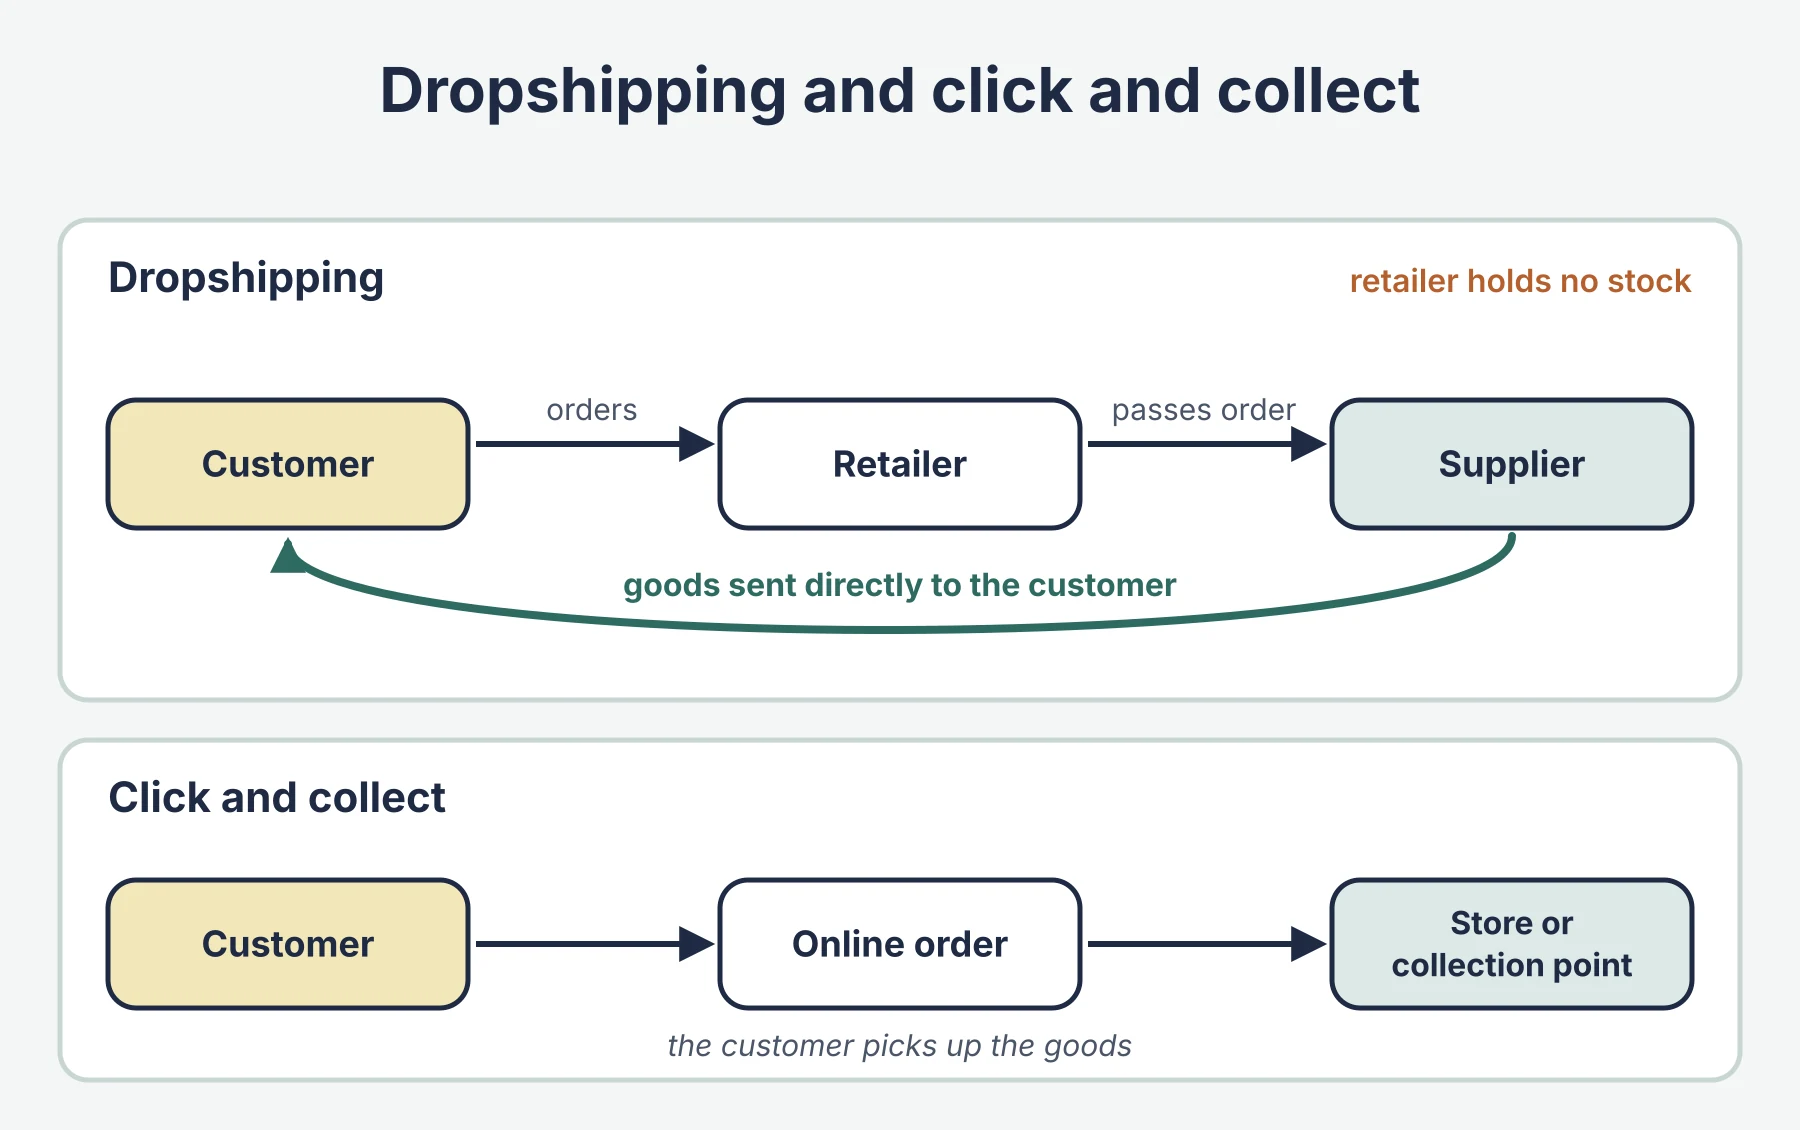 Dropshipping and click and collect
Dropshipping
retailer holds no stock
Customer
orders
Retailer
passes order
Supplier
goods sent directly to the customer
Click and collect
Customer
Online order
Store or
collection point
the customer picks up the goods